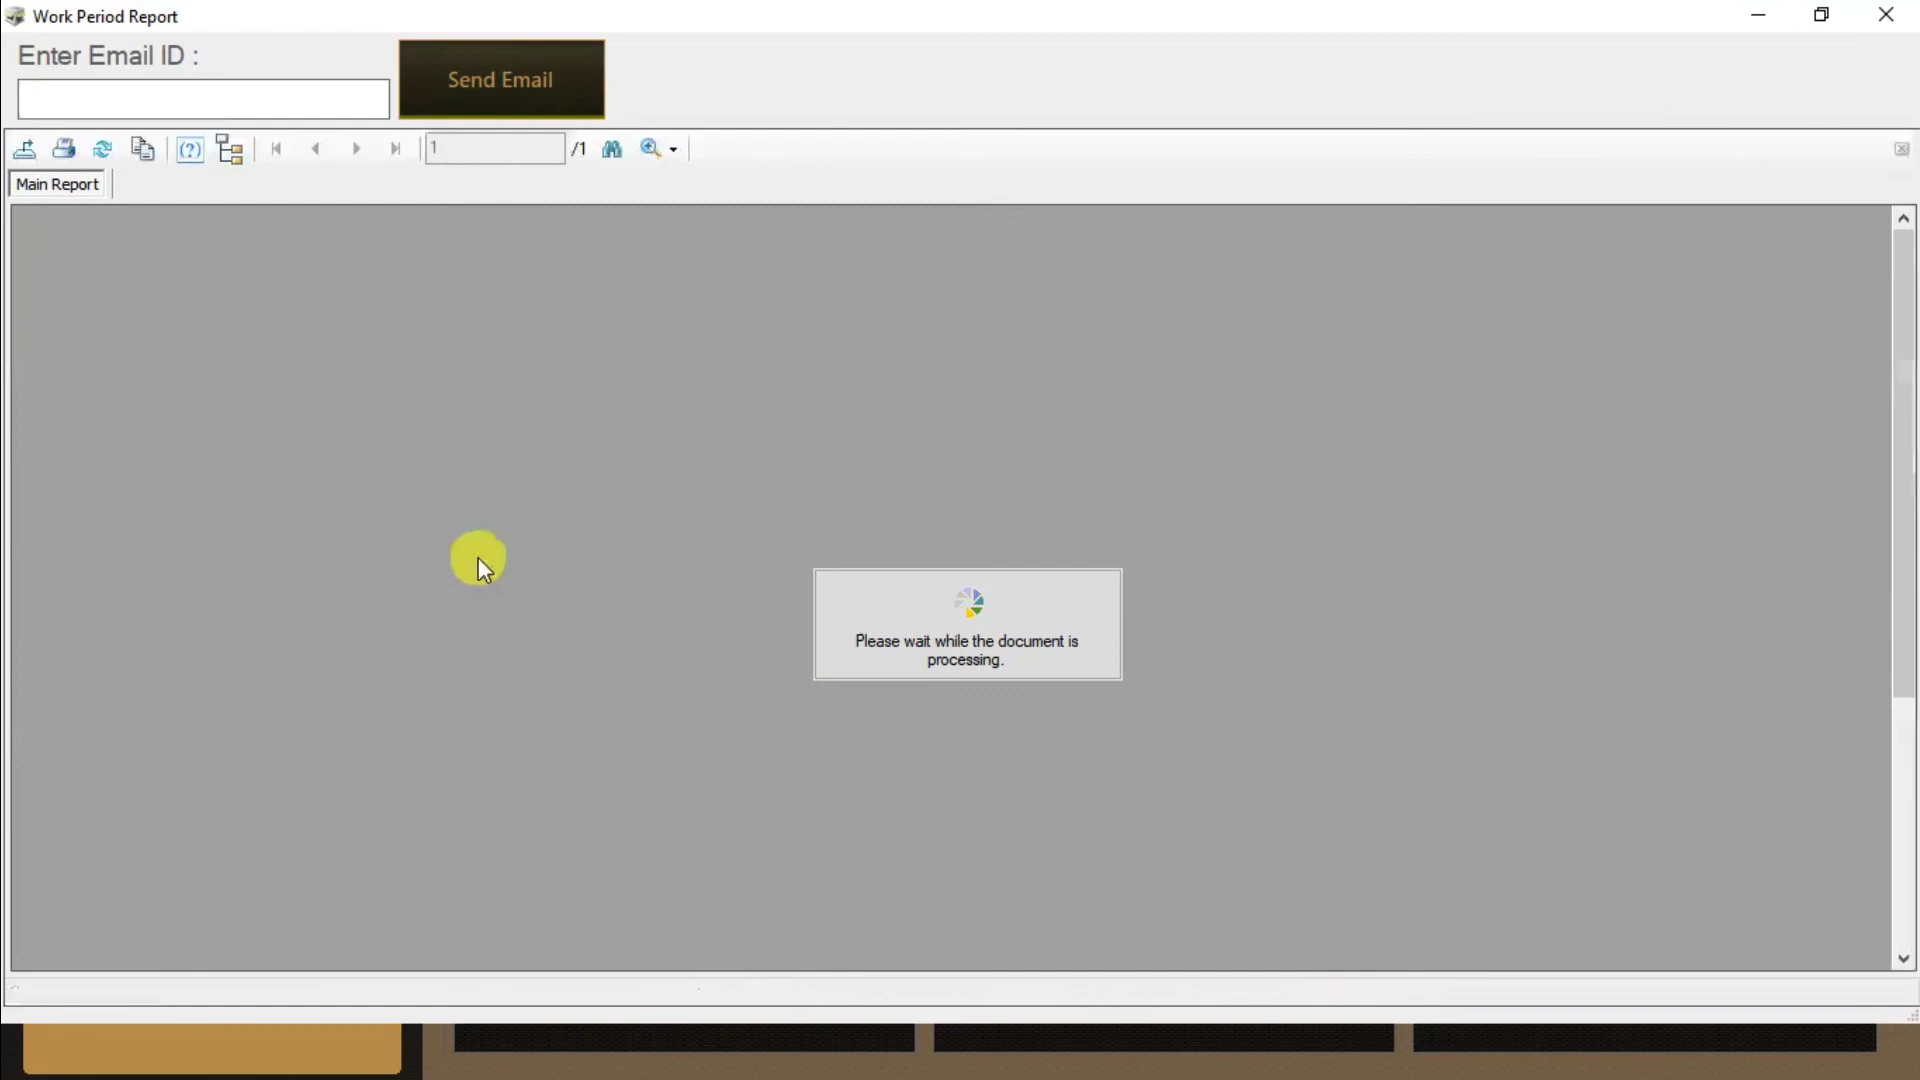 Work Period Report
Enter Email ID :
Send Email
1 /1
Main Report
Please wait while the document is
processing.